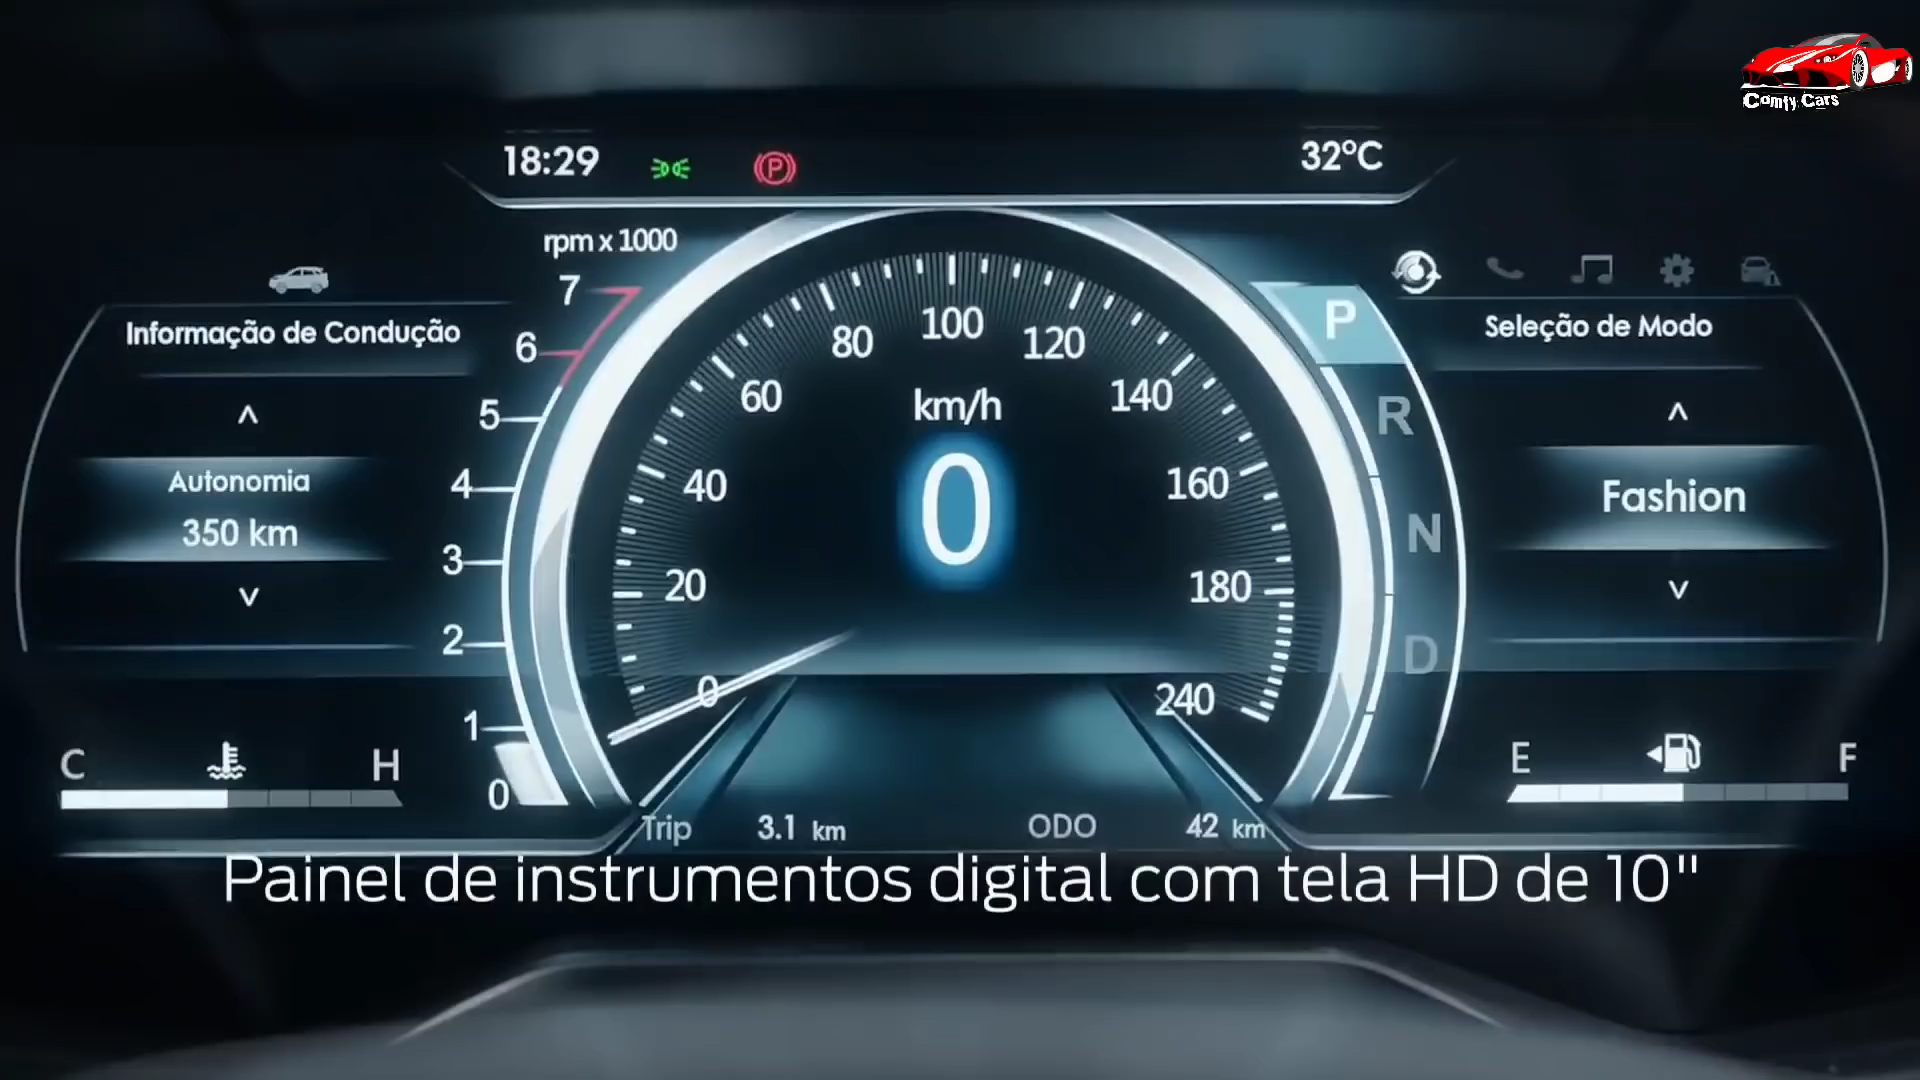 Comfy Cars
18:29
32°C
rpm x 1000
7
6
5
4
3
2
1
0
Informação de Condução
Autonomia
350 km
C
H
0
20
40
60
80
100
120
140
160
180
240
km/h
0
P
R
N
D
Seleção de Modo
Fashion
E
F
Trip 3.1 km ODO 42 km
Painel de instrumentos digital com tela HD de 10"